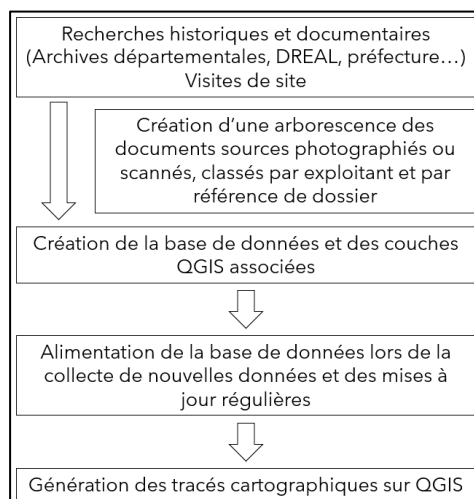 Recherches historiques et documentaires
(Archives départementales, DREAL, préfecture…)
Visites de site
Création d’une arborescence des
documents sources photographiés ou
scannés, classés par exploitant et par
référence de dossier
Création de la base de données et des couches
QGIS associées
Alimentation de la base de données lors de la
collecte de nouvelles données et des mises à
jour régulières
Génération des tracés cartographiques sur QGIS